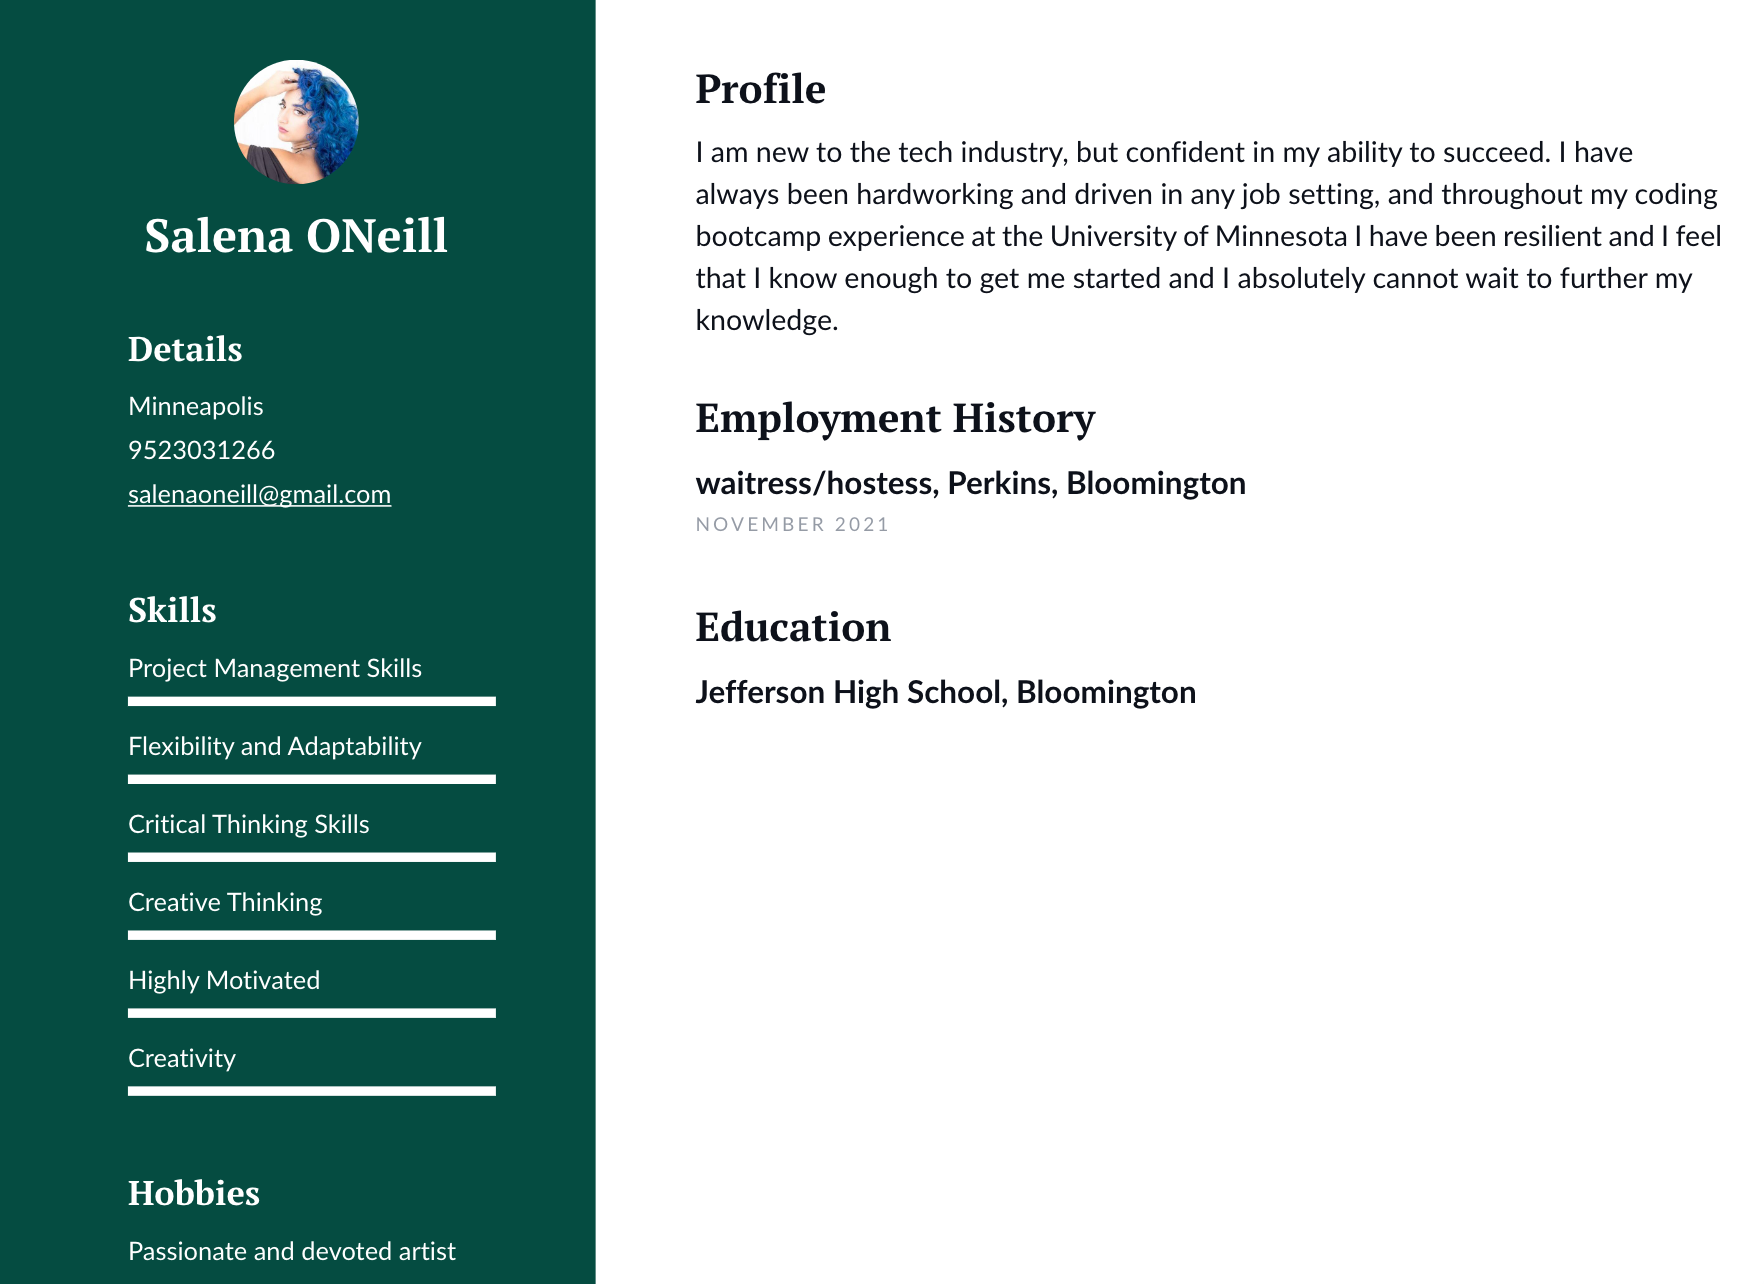 Salena ONeill
Details
Minneapolis
9523031266
salenaoneill@gmail.com
Skills
Project Management Skills
Flexibility and Adaptability
Critical Thinking Skills
Creative Thinking
Highly Motivated
Creativity
Hobbies
Passionate and devoted artist
Profile
I am new to the tech industry, but confident in my ability to succeed. I have
always been hardworking and driven in any job setting, and throughout my coding
bootcamp experience at the University of Minnesota I have been resilient and I feel
that I know enough to get me started and I absolutely cannot wait to further my
knowledge.
Employment History
waitress/hostess, Perkins, Bloomington
NOVEMBER 2021
Education
Jefferson High School, Bloomington